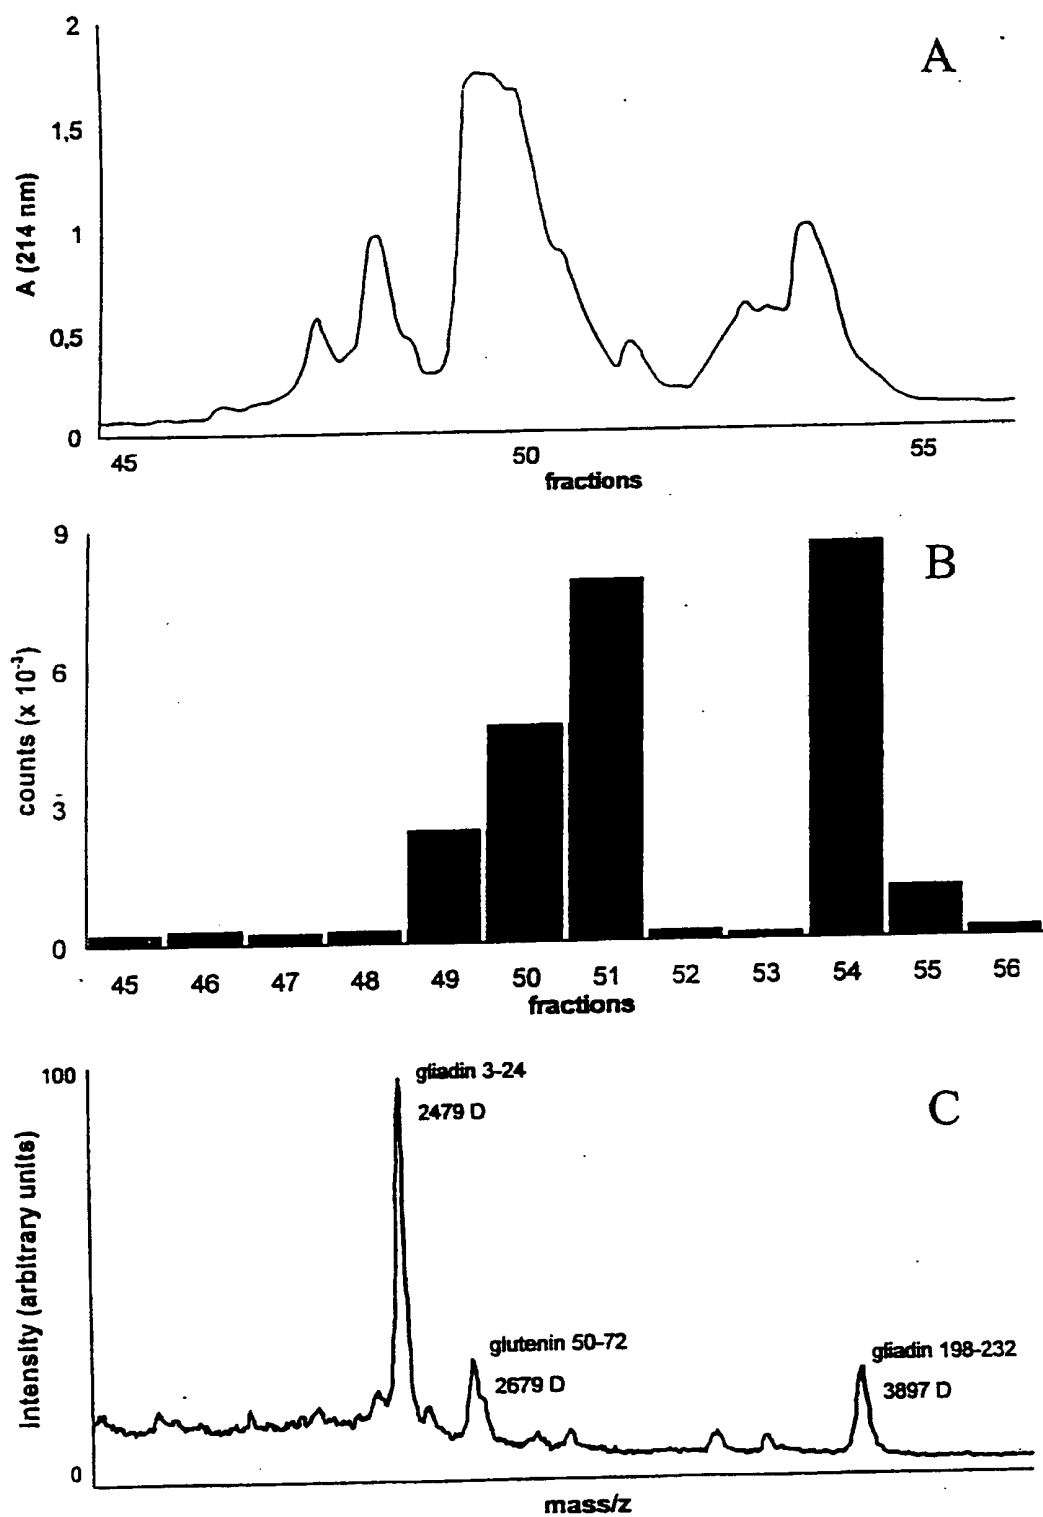 A
2
1,5
1
0,5
0
A (214 nm)
45 50 55
fractions
B
9
6
3
0
counts (x 10⁻³)
45 46 47 48 49 50 51 52 53 54 55 56
fractions
C
100
0
Intensity (arbitrary units)
gliadin 3-24
2479 D
glutenin 50-72
2679 D
gliadin 198-232
3897 D
mass/z